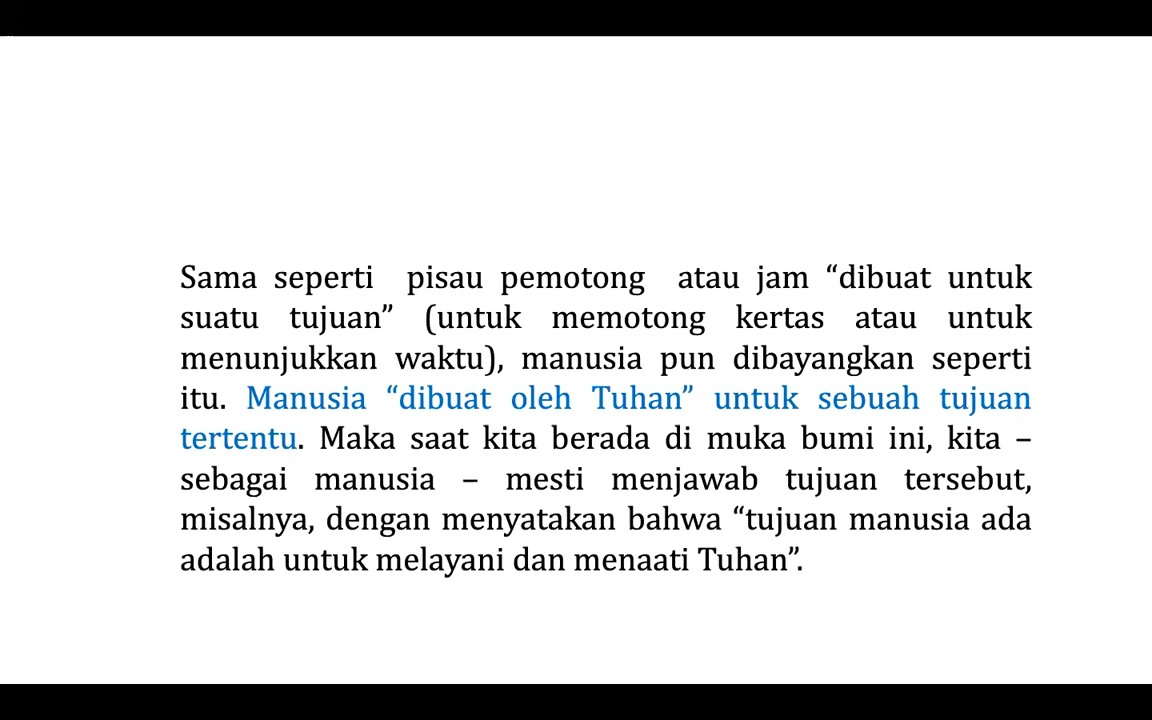 Sama seperti pisau pemotong atau jam “dibuat untuk
suatu tujuan” (untuk memotong kertas atau untuk
menunjukkan waktu), manusia pun dibayangkan seperti
itu. Manusia “dibuat oleh Tuhan” untuk sebuah tujuan
tertentu. Maka saat kita berada di muka bumi ini, kita –
sebagai manusia – mesti menjawab tujuan tersebut,
misalnya, dengan menyatakan bahwa “tujuan manusia ada
adalah untuk melayani dan menaati Tuhan”.